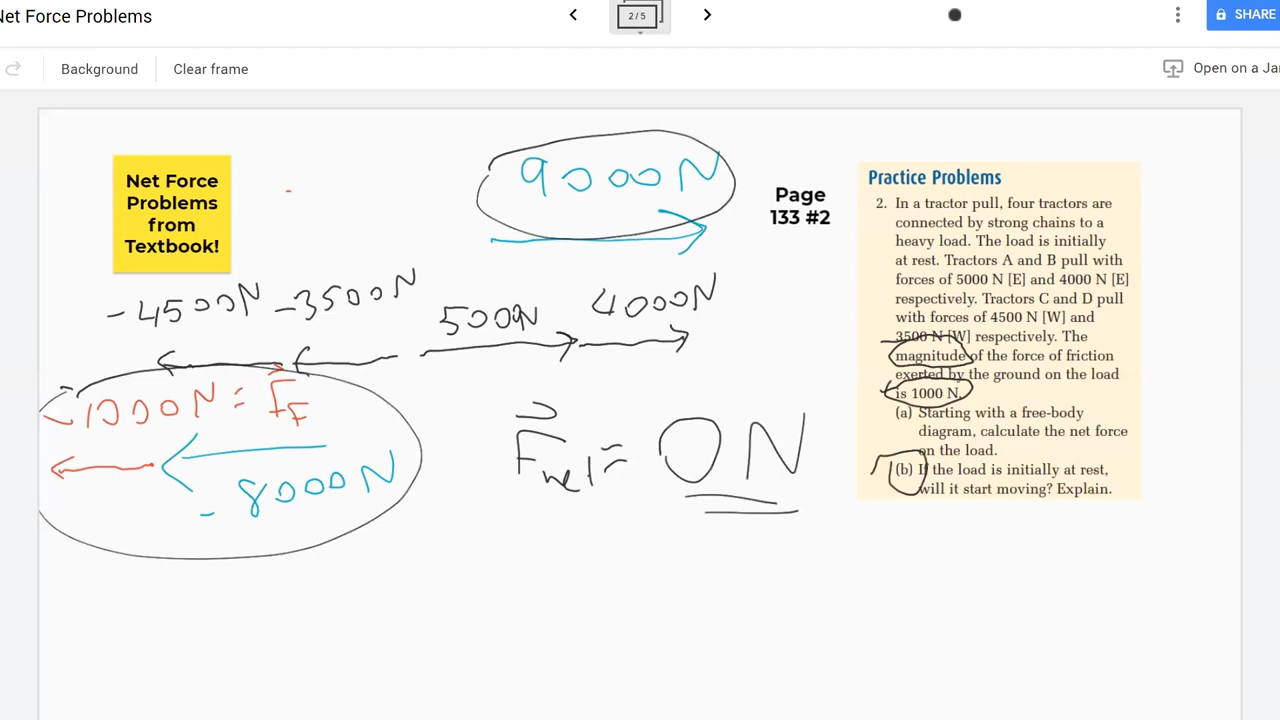 Net Force Problems
2/5
SHARE
Background
Clear frame
Open on a Ja
Net Force
Problems
from
Textbook!
9000N
Page
133 #2
-4500N
-3500N
500N
4000N
-1000N = FF
-8000N
Fnet = 0N
Practice Problems
2. In a tractor pull, four tractors are
connected by strong chains to a
heavy load. The load is initially
at rest. Tractors A and B pull with
forces of 5000 N [E] and 4000 N [E]
respectively. Tractors C and D pull
with forces of 4500 N [W] and
3500 N [W] respectively. The
magnitude of the force of friction
exerted by the ground on the load
is 1000 N.
(a) Starting with a free-body
diagram, calculate the net force
on the load.
(b) If the load is initially at rest,
will it start moving? Explain.